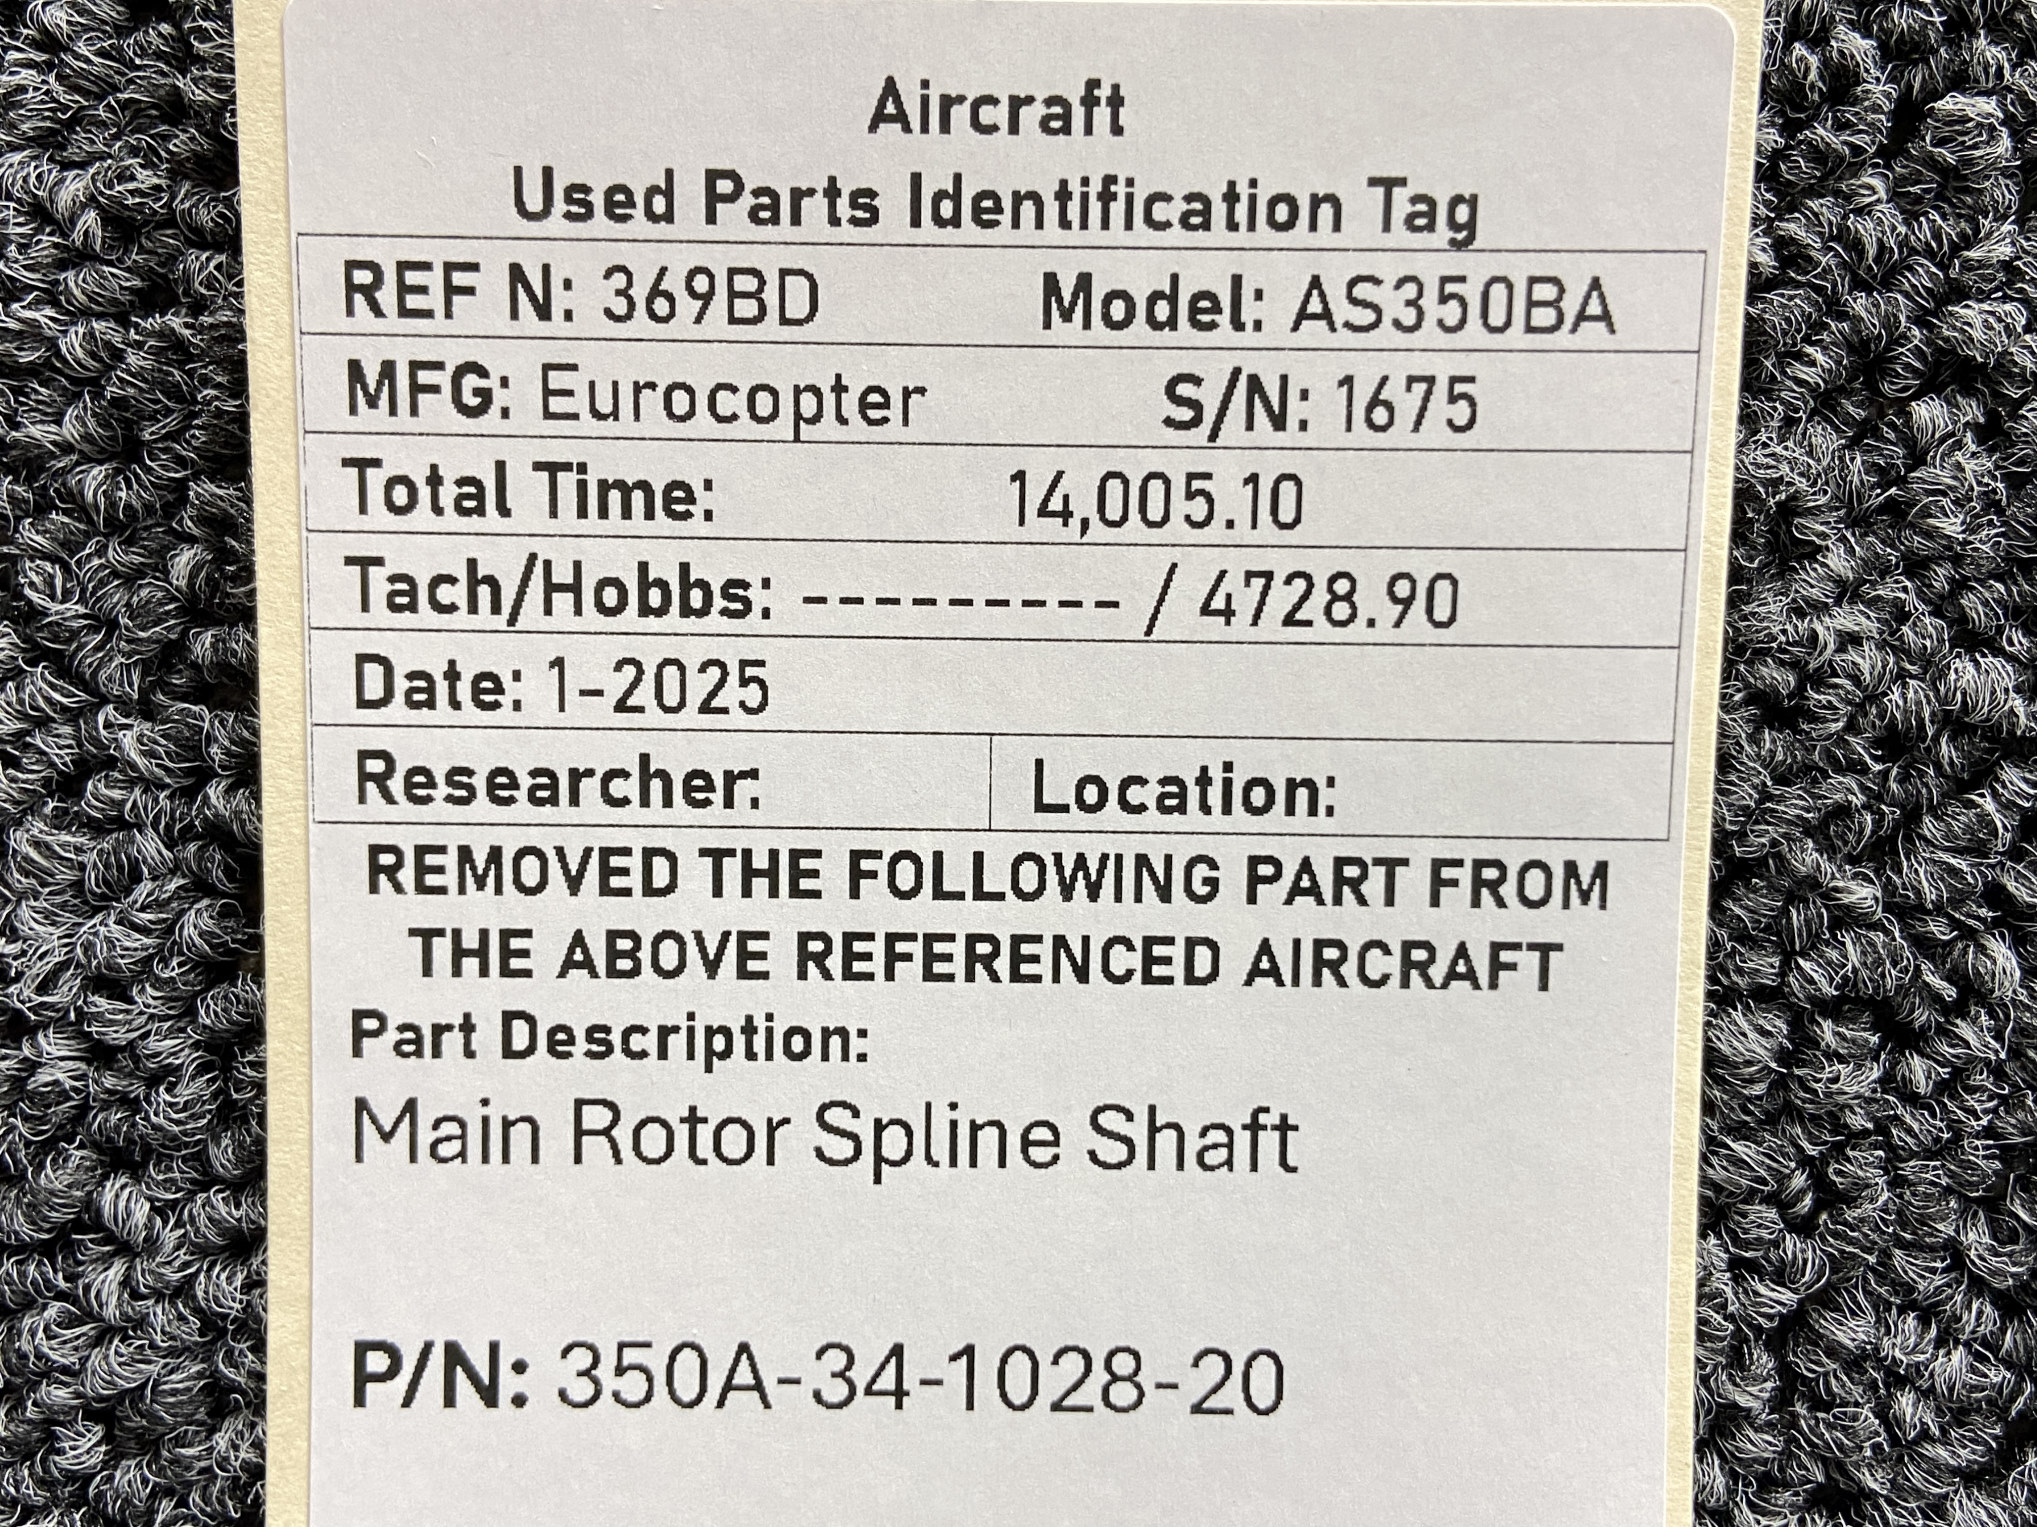 Aircraft
Used Parts Identification Tag
REF N: 369BD Model: AS350BA
MFG: Eurocopter S/N: 1675
Total Time: 14,005.10
Tach/Hobbs: --------- / 4728.90
Date: 1-2025
Researcher: Location:
REMOVED THE FOLLOWING PART FROM
THE ABOVE REFERENCED AIRCRAFT
Part Description:
Main Rotor Spline Shaft
P/N: 350A-34-1028-20